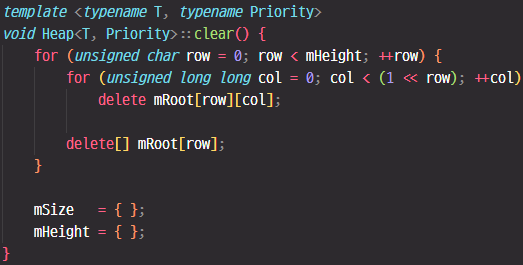 template <typename T, typename Priority>
void Heap<T, Priority>::clear() {
    for (unsigned char row = 0; row < mHeight; ++row) {
        for (unsigned long long col = 0; col < (1 << row); ++col)
            delete mRoot[row][col];

        delete[] mRoot[row];
    }

    mSize   = { };
    mHeight = { };
}